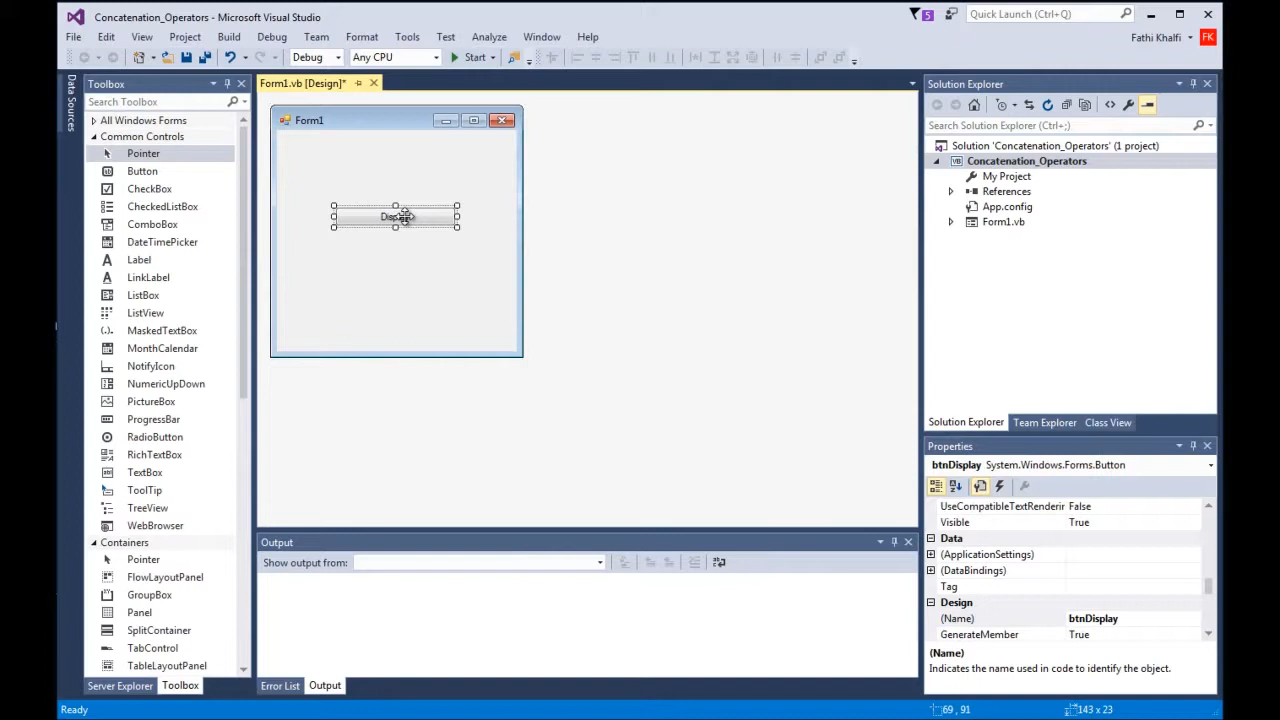 Concatenation_Operators - Microsoft Visual Studio
5
Quick Launch (Ctrl+Q)
File Edit View Project Build Debug Team Format Tools Test Analyze Window Help
Fathi Khalfi FK
Debug Any CPU Start
Data Sources
Toolbox
Search Toolbox
All Windows Forms
Common Controls
Pointer
Button
CheckBox
CheckedListBox
ComboBox
DateTimePicker
Label
LinkLabel
ListBox
ListView
MaskedTextBox
MonthCalendar
NotifyIcon
NumericUpDown
PictureBox
ProgressBar
RadioButton
RichTextBox
TextBox
ToolTip
TreeView
WebBrowser
Containers
Pointer
FlowLayoutPanel
GroupBox
Panel
SplitContainer
TabControl
TableLayoutPanel
Server Explorer Toolbox
Form1.vb [Design]*
Form1
Output
Show output from:
Error List Output
Solution Explorer
Search Solution Explorer (Ctrl+;)
Solution 'Concatenation_Operators' (1 project)
VB Concatenation_Operators
My Project
References
App.config
Form1.vb
Solution Explorer Team Explorer Class View
Properties
btnDisplay System.Windows.Forms.Button
UseCompatibleTextRenderir False
Visible True
Data
(ApplicationSettings)
(DataBindings)
Tag
Design
(Name) btnDisplay
GenerateMember True
(Name)
Indicates the name used in code to identify the object.
Ready 69 , 91 143 x 23